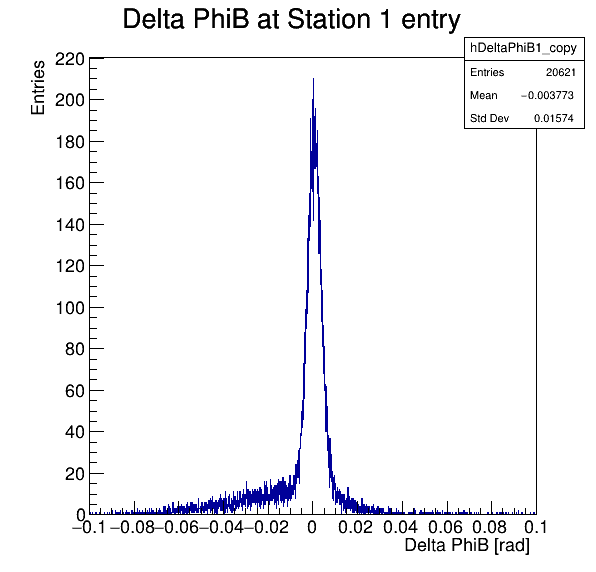 Delta PhiB at Station 1 entry
hDeltaPhiB1_copy
Entries 20621
Mean −0.003773
Std Dev 0.01574
Entries
220
200
180
160
140
120
100
80
60
40
20
0
−0.1 −0.08 −0.06 −0.04 −0.02 0 0.02 0.04 0.06 0.08 0.1
Delta PhiB [rad]